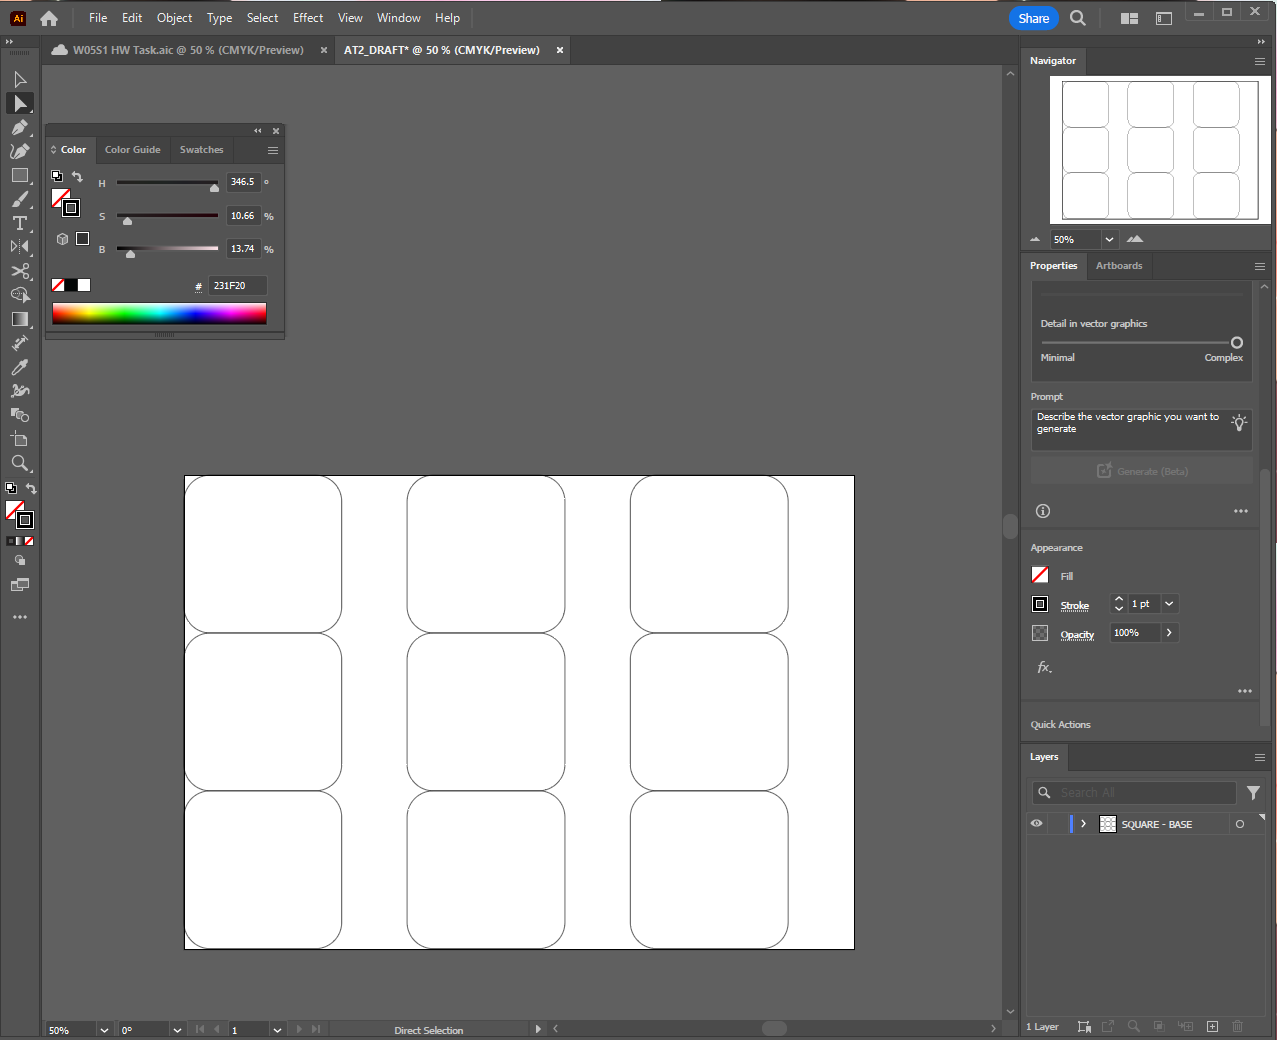 Ai File Edit Object Type Select Effect View Window Help Share
W05S1 HW Task.aic @ 50 % (CMYK/Preview) × AT2_DRAFT* @ 50 % (CMYK/Preview) ×
Navigator
50%
Color Color Guide Swatches
H 346.5 °
S 10.66 %
B 13.74 %
# 231F20
Properties Artboards
Detail in vector graphics
Minimal Complex
Prompt
Describe the vector graphic you want to
generate
Generate (Beta)
Appearance
Fill
Stroke 1 pt
Opacity 100%
fx.
Quick Actions
Layers
Search All
SQUARE - BASE
1 Layer
50% 0° 1 Direct Selection